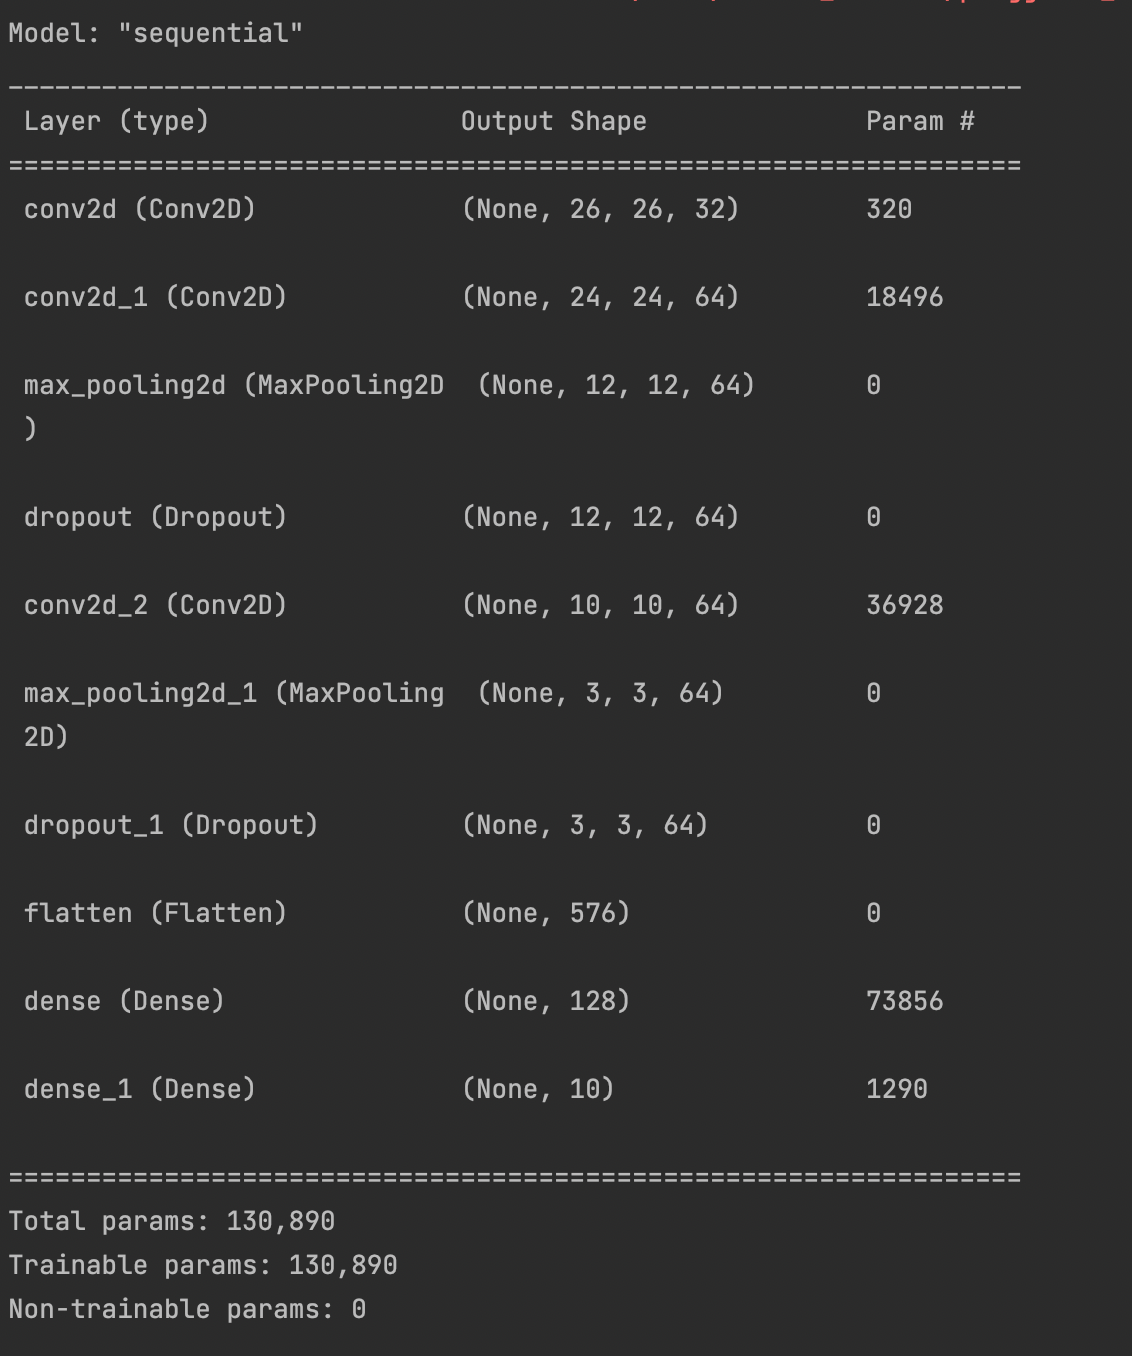 Model: "sequential"
_________________________________________________________________
Layer (type) Output Shape Param #
=================================================================
conv2d (Conv2D) (None, 26, 26, 32) 320
conv2d_1 (Conv2D) (None, 24, 24, 64) 18496
max_pooling2d (MaxPooling2D (None, 12, 12, 64) 0
)
dropout (Dropout) (None, 12, 12, 64) 0
conv2d_2 (Conv2D) (None, 10, 10, 64) 36928
max_pooling2d_1 (MaxPooling (None, 3, 3, 64) 0
2D)
dropout_1 (Dropout) (None, 3, 3, 64) 0
flatten (Flatten) (None, 576) 0
dense (Dense) (None, 128) 73856
dense_1 (Dense) (None, 10) 1290
=================================================================
Total params: 130,890
Trainable params: 130,890
Non-trainable params: 0